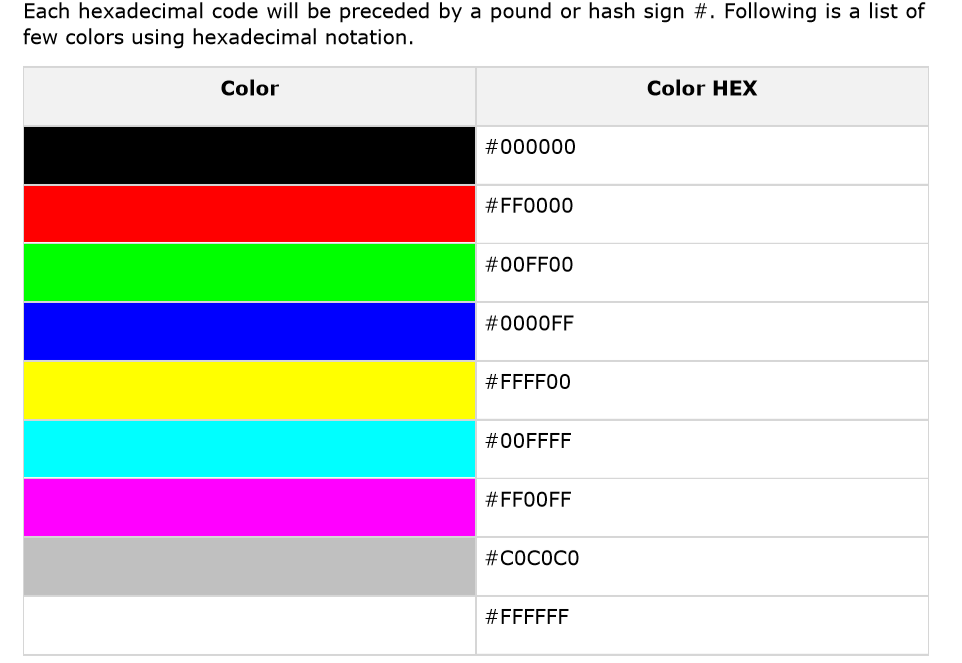 Each hexadecimal code will be preceded by a pound or hash sign #. Following is a list of
few colors using hexadecimal notation.
Color Color HEX
#000000
#FF0000
#00FF00
#0000FF
#FFFF00
#00FFFF
#FF00FF
#C0C0C0
#FFFFFF